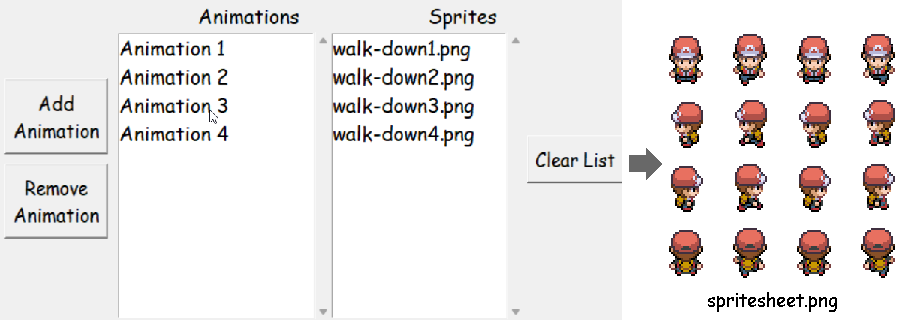 Animations
Sprites
Add
Animation
Remove
Animation
Animation 1
Animation 2
Animation 3
Animation 4
walk-down1.png
walk-down2.png
walk-down3.png
walk-down4.png
Clear List
spritesheet.png